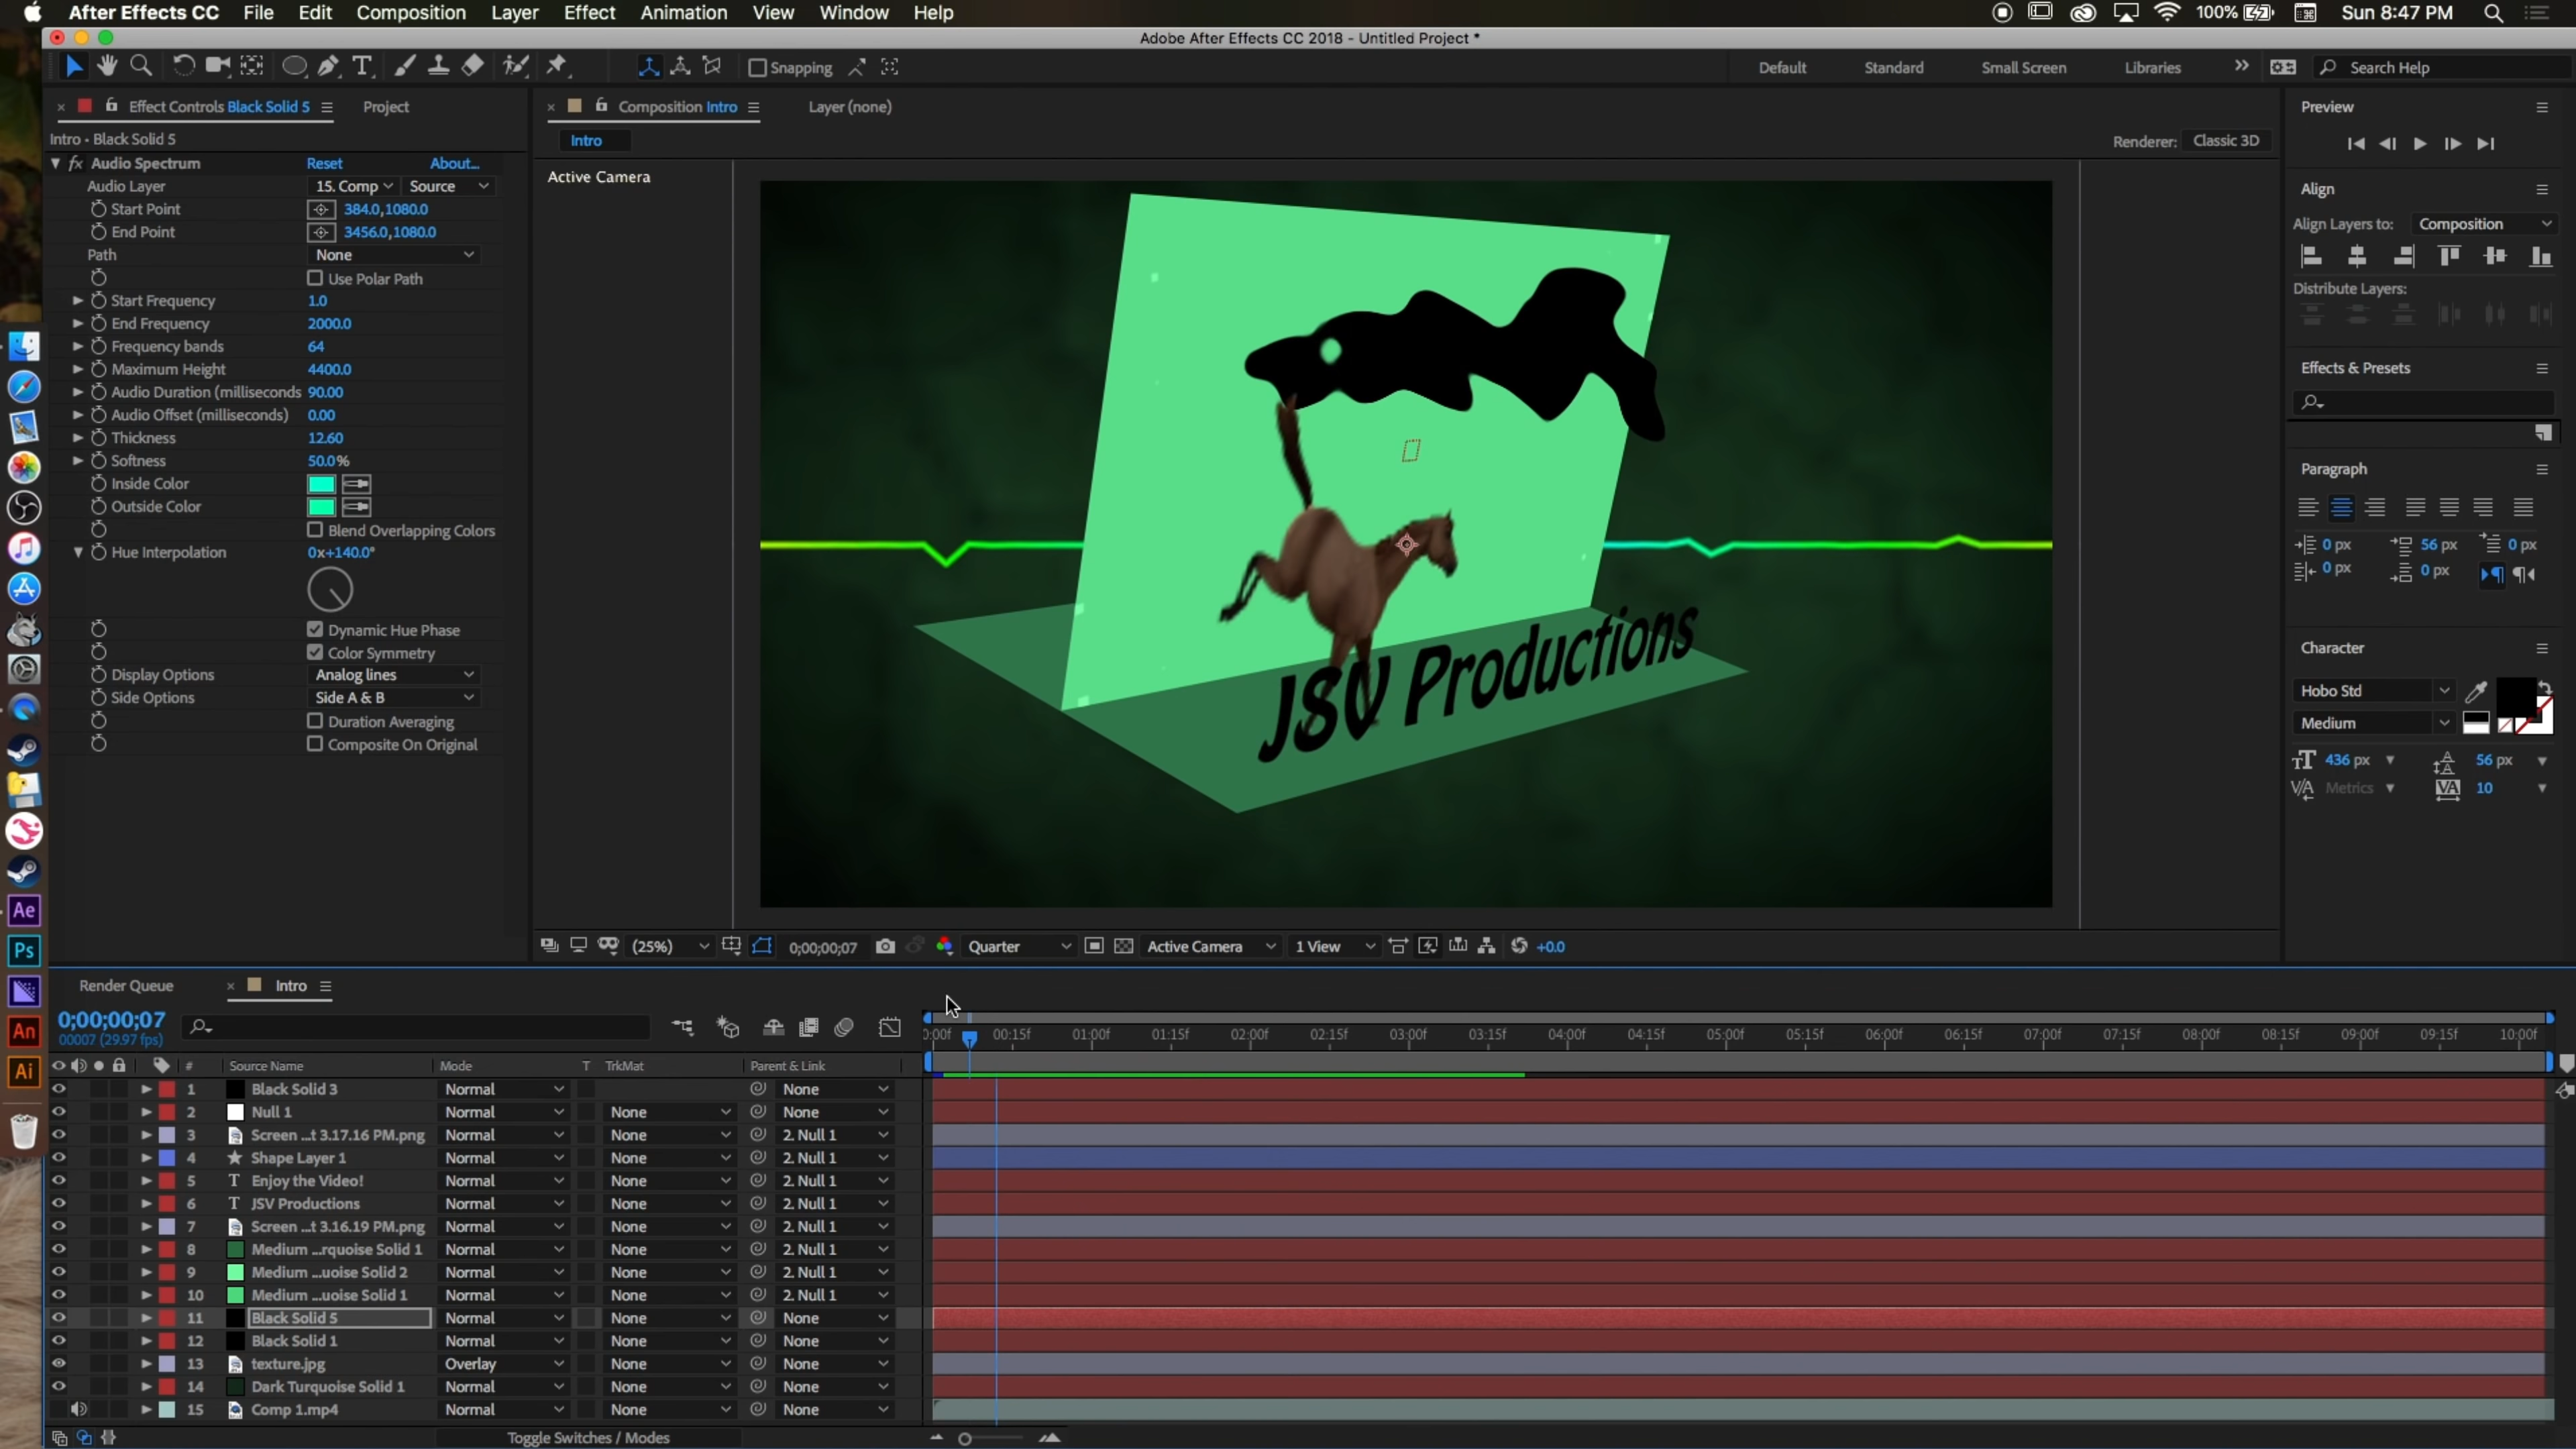 After Effects CC File Edit Composition Layer Effect Animation View Window Help 100% Sun 8:47 PM
Adobe After Effects CC 2018 - Untitled Project *
Snapping Default Standard Small Screen Libraries Search Help
Effect Controls Black Solid 5 Project
Composition Intro Layer (none)
Intro • Black Solid 5
Intro
Renderer: Classic 3D
Active Camera
fx Audio Spectrum Reset About...
Audio Layer 15. Comp Source
Start Point 384.0,1080.0
End Point 3456.0,1080.0
Path None
Use Polar Path
Start Frequency 1.0
End Frequency 2000.0
Frequency bands 64
Maximum Height 4400.0
Audio Duration (milliseconds 90.00
Audio Offset (milliseconds) 0.00
Thickness 12.60
Softness 50.0%
Inside Color
Outside Color
Blend Overlapping Colors
Hue Interpolation 0x+140.0°
Dynamic Hue Phase
Color Symmetry
Display Options Analog lines
Side Options Side A & B
Duration Averaging
Composite On Original
JSV Productions
(25%) 0;00;00;07 Quarter Active Camera 1 View +0.0
Preview
Align
Align Layers to: Composition
Distribute Layers:
Effects & Presets
Paragraph
0 px 56 px 0 px
0 px 0 px
Character
Hobo Std
Medium
436 px 56 px
Metrics 10
Render Queue Intro
0;00;00;07
00007 (29.97 fps)
0:00f 00:15f 01:00f 01:15f 02:00f 02:15f 03:00f 03:15f 04:00f 04:15f 05:00f 05:15f 06:00f 06:15f 07:00f 07:15f 08:00f 08:15f 09:00f 09:15f 10:00f
# Source Name Mode T TrkMat Parent & Link
1 Black Solid 3 Normal None
2 Null 1 Normal None None
3 Screen ...t 3.17.16 PM.png Normal None 2. Null 1
4 Shape Layer 1 Normal None 2. Null 1
5 T Enjoy the Video! Normal None 2. Null 1
6 T JSV Productions Normal None 2. Null 1
7 Screen ...t 3.16.19 PM.png Normal None 2. Null 1
8 Medium ...rquoise Solid 1 Normal None 2. Null 1
9 Medium ...uoise Solid 2 Normal None 2. Null 1
10 Medium ...uoise Solid 1 Normal None 2. Null 1
11 Black Solid 5 Normal None None
12 Black Solid 1 Normal None None
13 texture.jpg Overlay None None
14 Dark Turquoise Solid 1 Normal None None
15 Comp 1.mp4 Normal None None
Toggle Switches / Modes
Ae
Ps
An
Ai